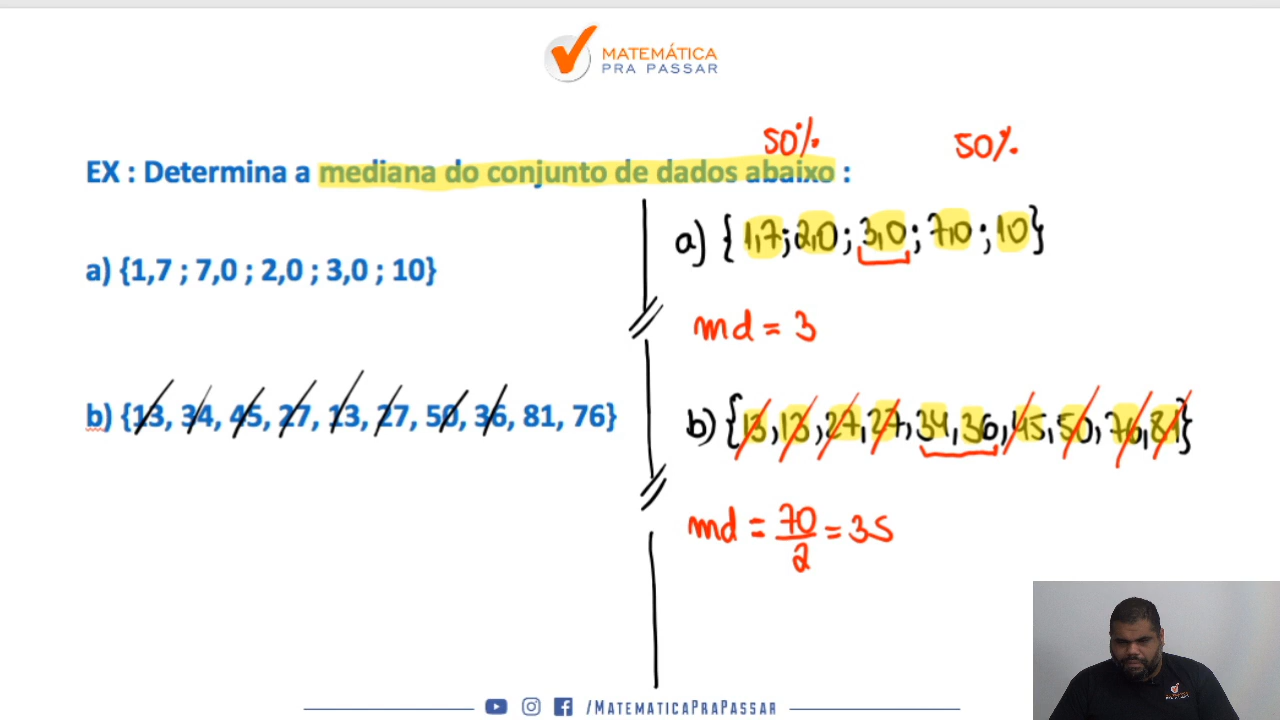 MATEMÁTICA
PRA PASSAR
50% 50%
EX : Determina a mediana do conjunto de dados abaixo :
a) {1,7 ; 7,0 ; 2,0 ; 3,0 ; 10}
b) {13, 34, 45, 27, 13, 27, 50, 36, 81, 76}
a) {1,7; 2,0; 3,0; 7,0; 10}
md = 3
b) {13, 13, 27, 27, 34, 36, 45, 50, 76, 81}
md = 70/2 = 35
/MATEMATICAPRAPASSAR